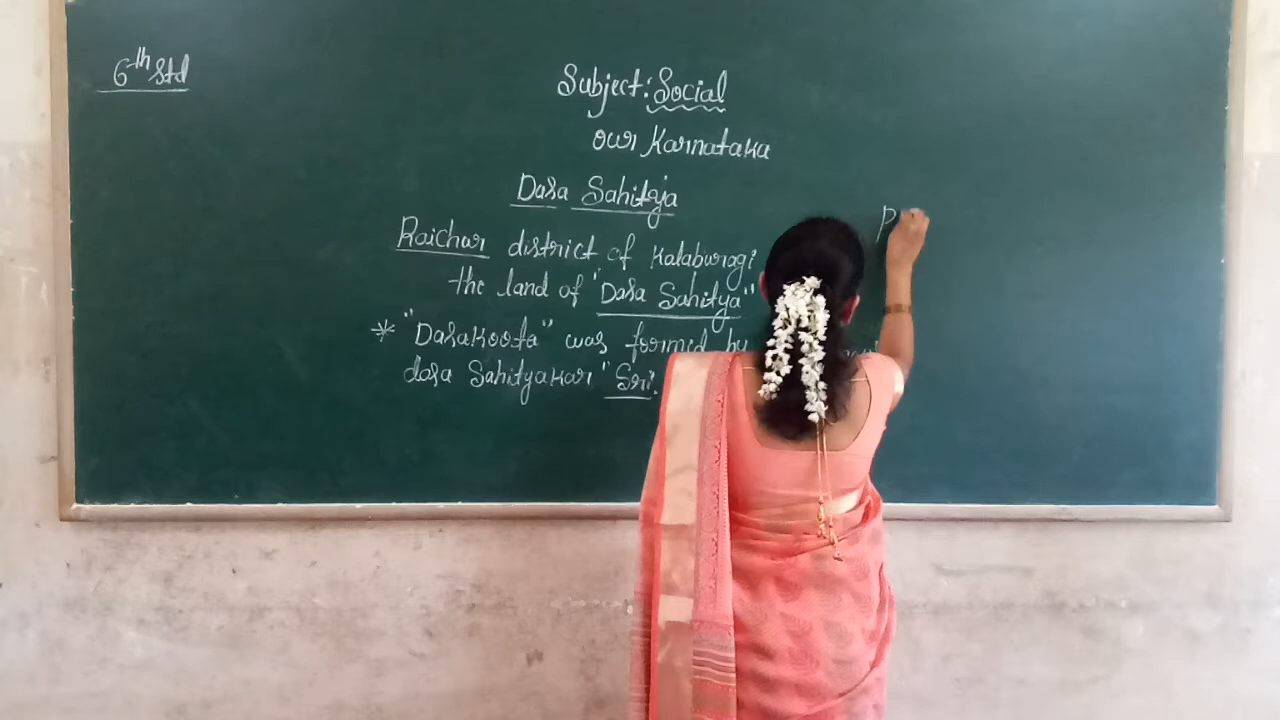 6th Std
Subject: Social
our Karnataka
Dasa Sahitya
Raichur district of Kalaburagi
the land of "Dasa Sahitya"
* "Dasakoota" was formed by
dasa Sahityakar "Sri.
P